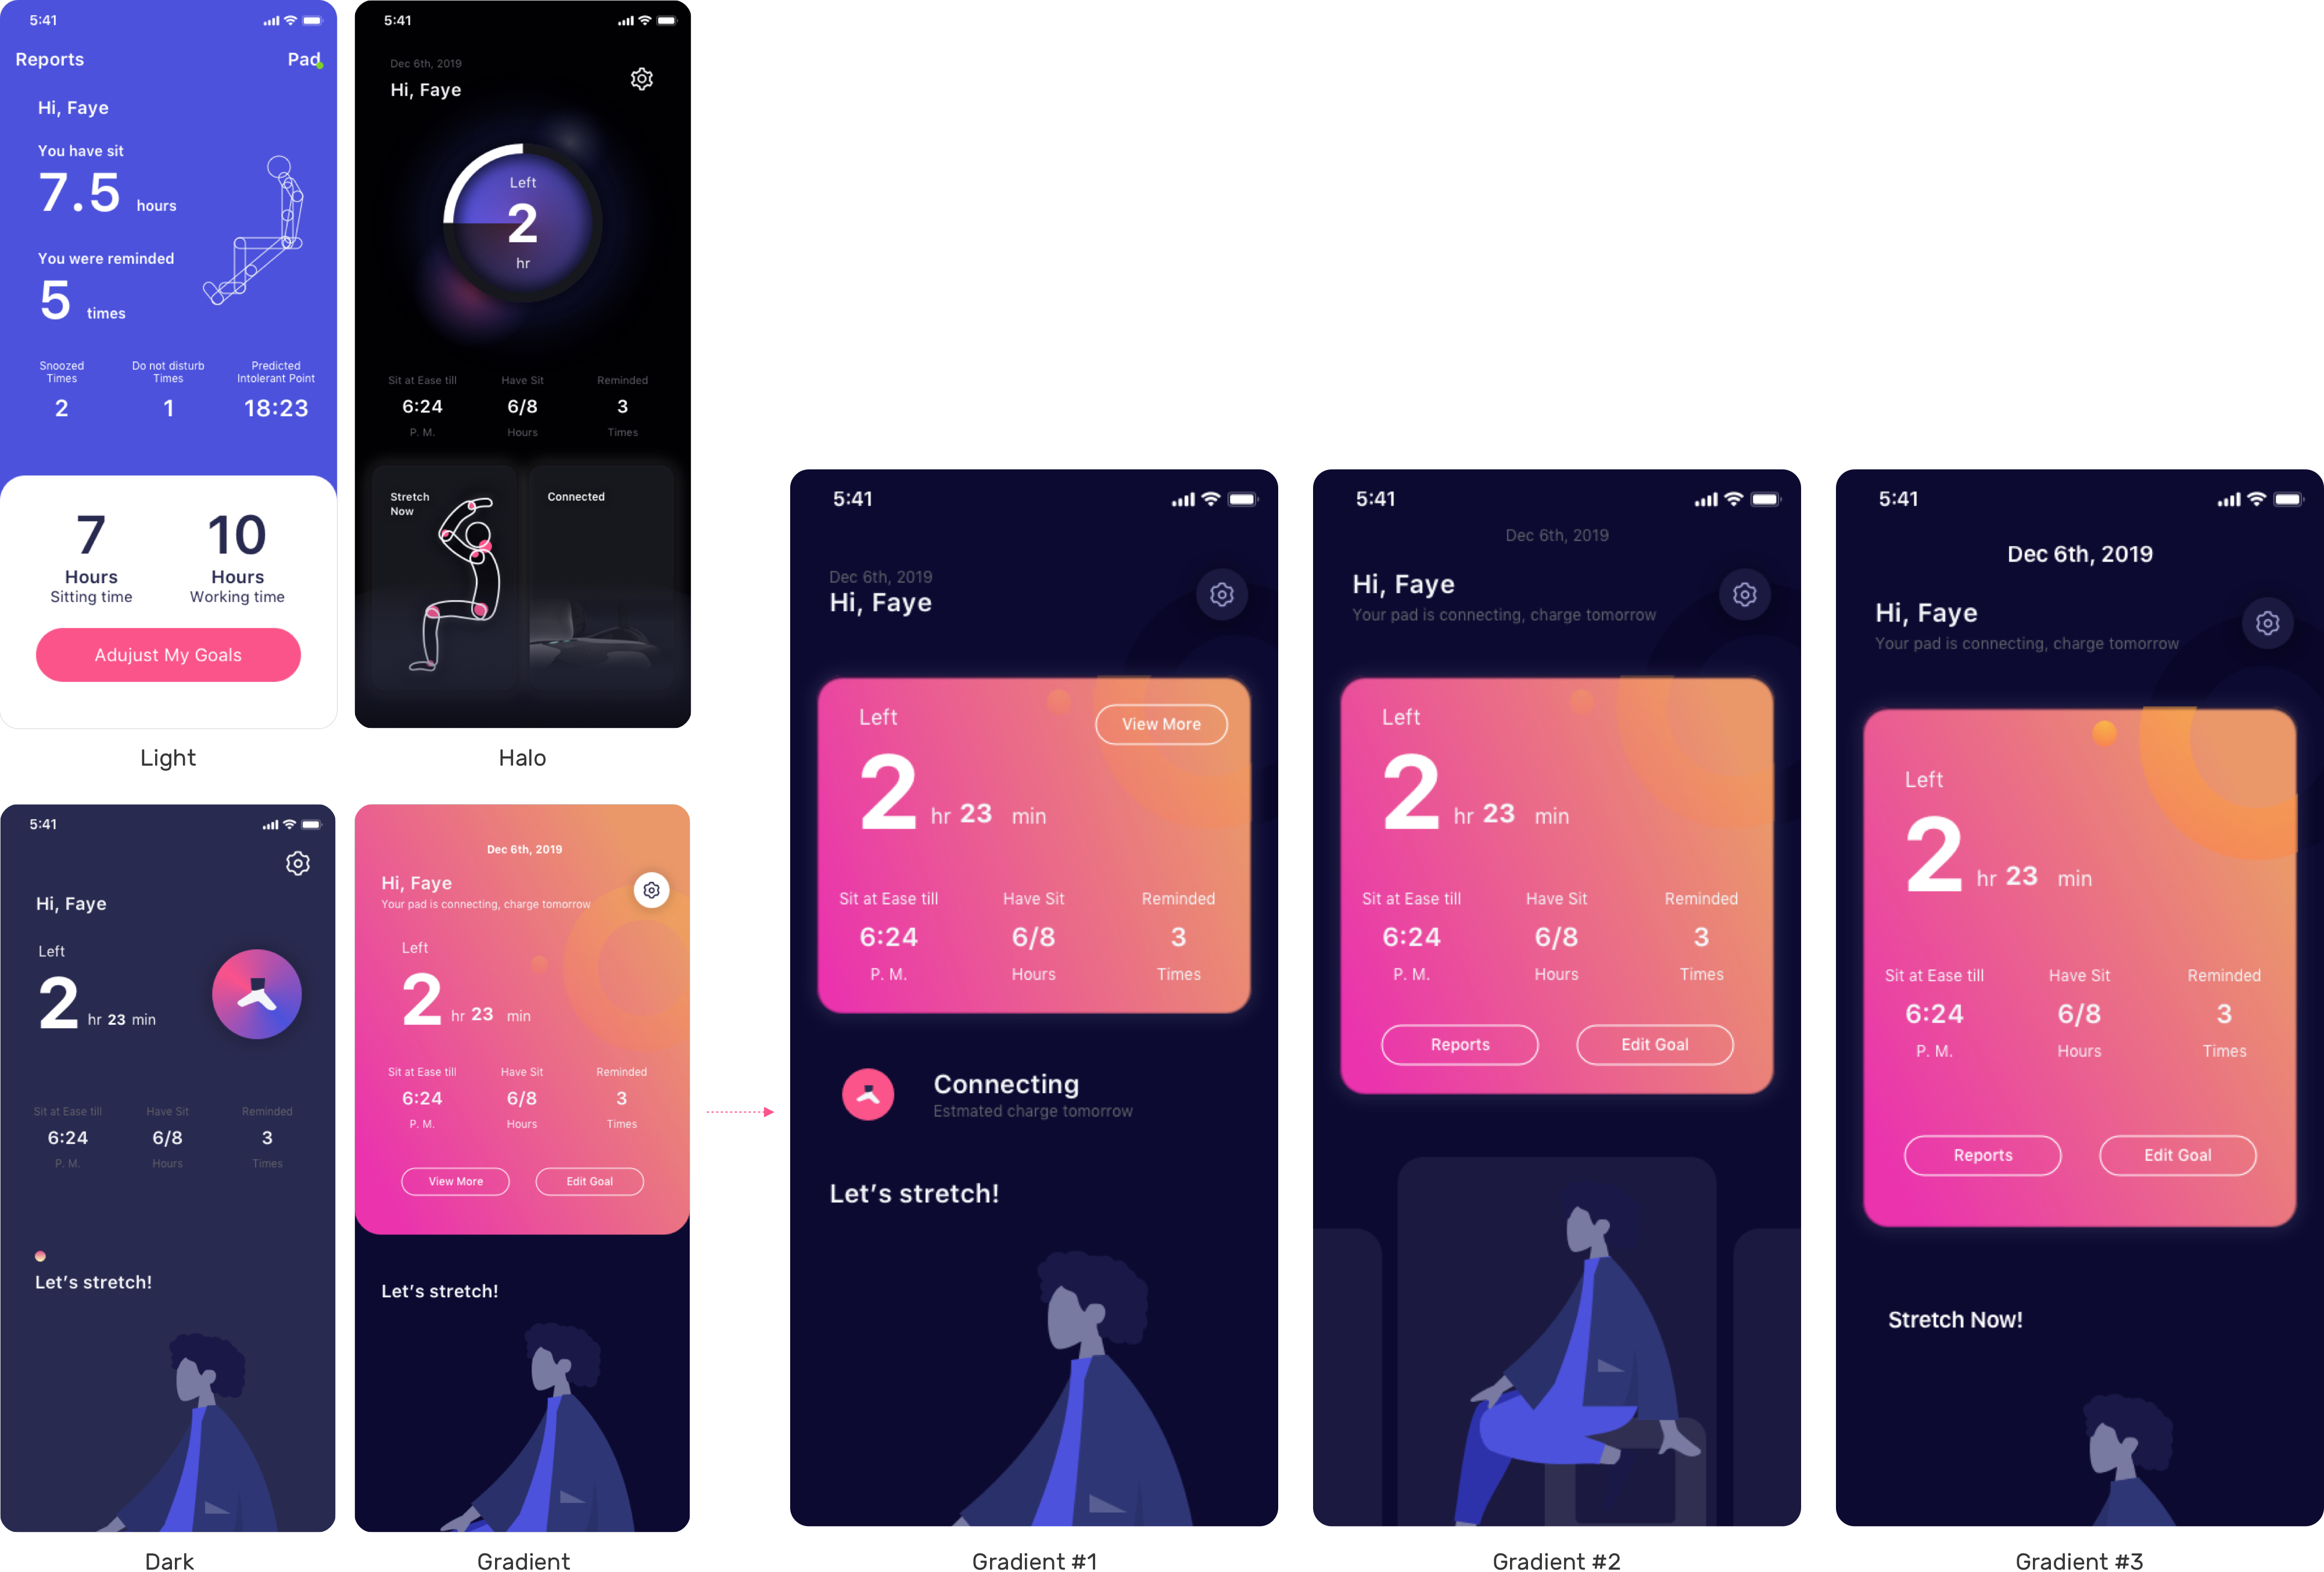 5:41
Reports
Pad
Hi, Faye
You have sit
7.5 hours
You were reminded
5 times
Snoozed
Times
2
Do not disturb
Times
1
Predicted
Intolerant Point
18:23
7
Hours
Sitting time
10
Hours
Working time
Adujust My Goals
Light
5:41
Dec 6th, 2019
Hi, Faye
Left
2
hr
Sit at Ease till
6:24
P. M.
Have Sit
6/8
Hours
Reminded
3
Times
Stretch
Now
Connected
Halo
5:41
Hi, Faye
Left
2 hr 23 min
Sit at Ease till
6:24
P. M.
Have Sit
6/8
Hours
Reminded
3
Times
Let's stretch!
Dark
Dec 6th, 2019
Hi, Faye
Your pad is connecting, charge tomorrow
Left
2 hr 23 min
Sit at Ease till
6:24
P. M.
Have Sit
6/8
Hours
Reminded
3
Times
View More
Edit Goal
Let's stretch!
Gradient
5:41
Dec 6th, 2019
Hi, Faye
Left
View More
2 hr 23 min
Sit at Ease till
6:24
P. M.
Have Sit
6/8
Hours
Reminded
3
Times
Connecting
Estmated charge tomorrow
Let's stretch!
Gradient #1
5:41
Dec 6th, 2019
Hi, Faye
Your pad is connecting, charge tomorrow
Left
2 hr 23 min
Sit at Ease till
6:24
P. M.
Have Sit
6/8
Hours
Reminded
3
Times
Reports
Edit Goal
Gradient #2
5:41
Dec 6th, 2019
Hi, Faye
Your pad is connecting, charge tomorrow
Left
2 hr 23 min
Sit at Ease till
6:24
P. M.
Have Sit
6/8
Hours
Reminded
3
Times
Reports
Edit Goal
Stretch Now!
Gradient #3